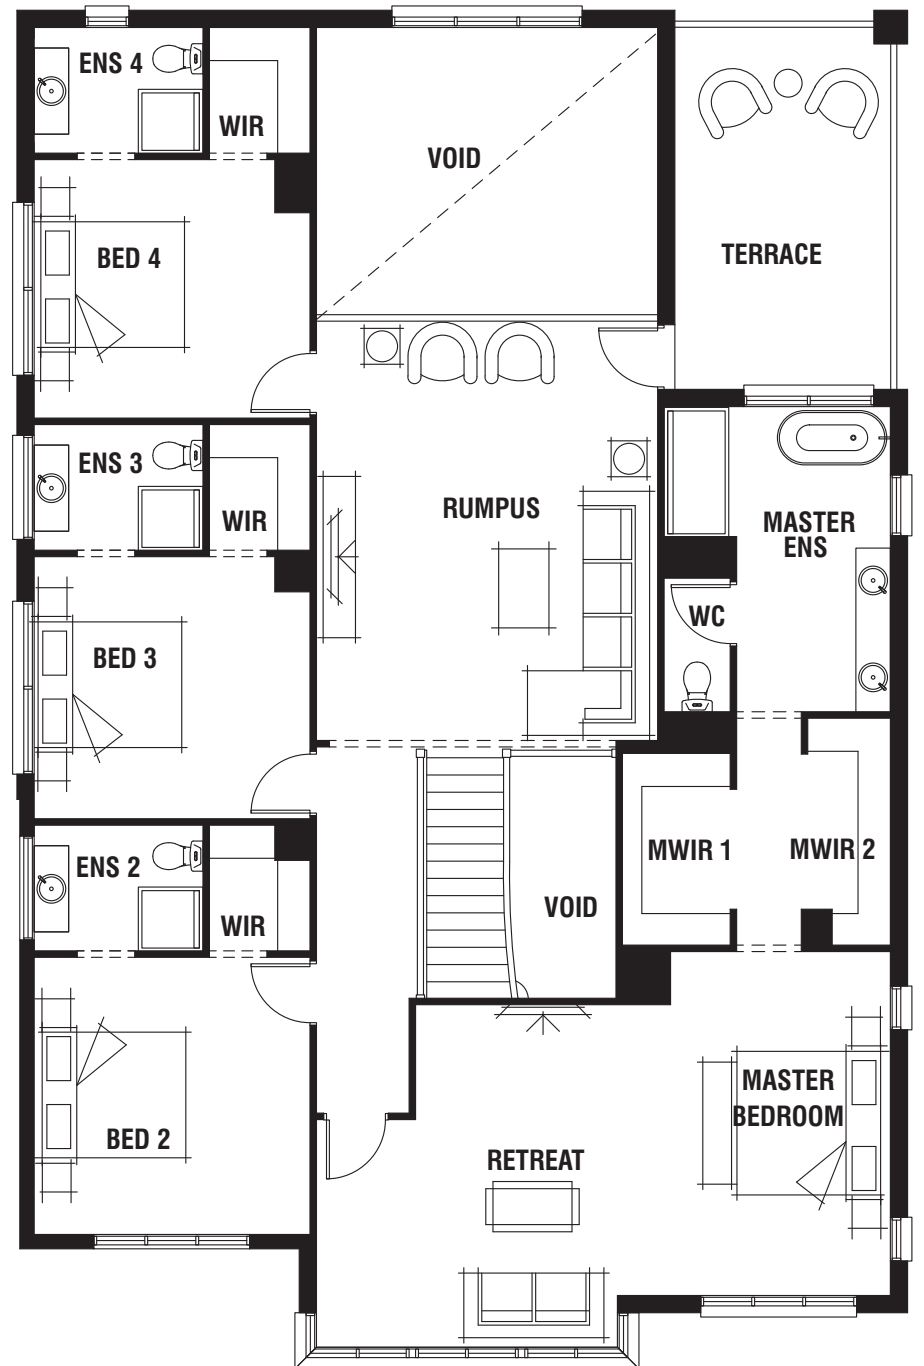 ENS 4
WIR
VOID
BED 4
TERRACE
ENS 3
WIR
RUMPUS
MASTER
ENS
WC
BED 3
ENS 2
WIR
VOID
MWIR 1
MWIR 2
BED 2
RETREAT
MASTER
BEDROOM